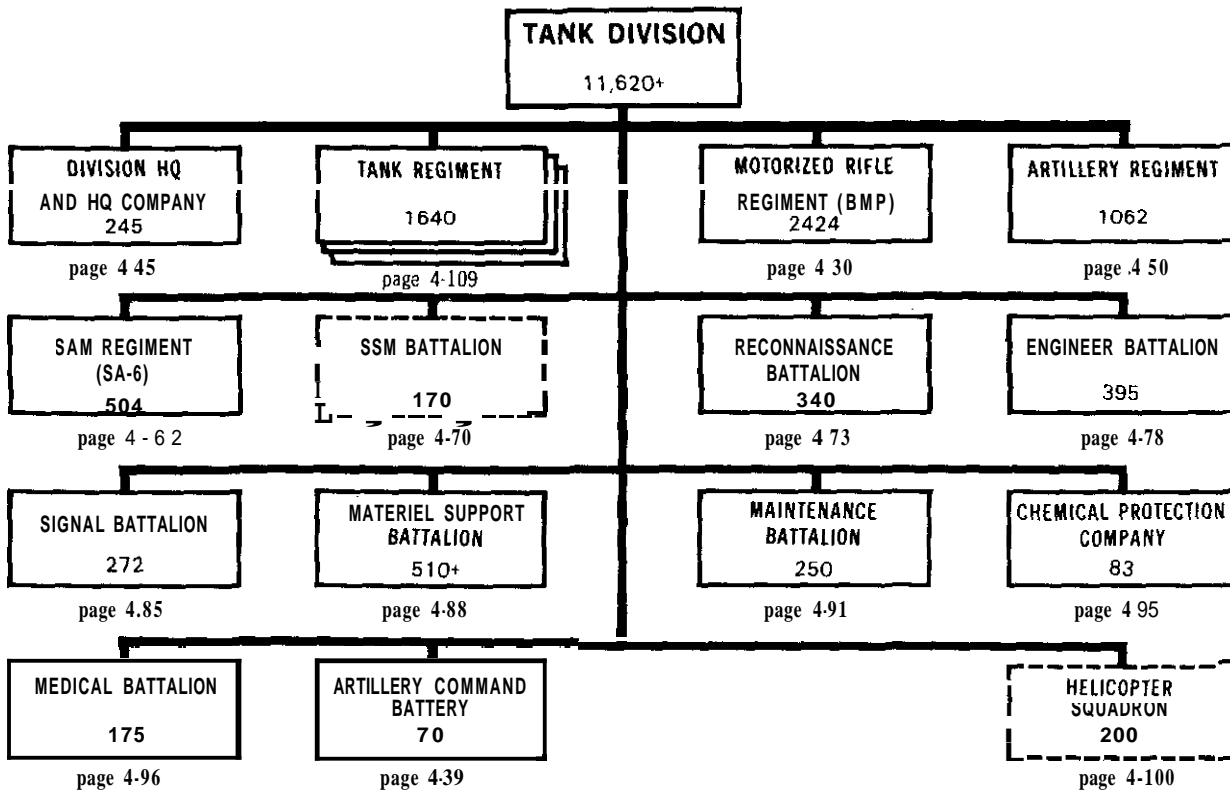 TANK DIVISION
11,620+
DIVISION HQ
AND HQ COMPANY
245
page 4 45
TANK REGIMENT
1640
page 4-109
MOTORIZED RIFLE
REGIMENT (BMP)
2424
page 4 30
ARTILLERY REGIMENT
1062
page .4 50
SAM REGIMENT
(SA-6)
504
page 4 - 6 2
SSM BATTALION
170
page 4-70
RECONNAISSANCE
BATTALION
340
page 4 73
ENGINEER BATTALION
395
page 4-78
SIGNAL BATTALION
272
page 4.85
MATERIEL SUPPORT
BATTALION
510+
page 4-88
MAINTENANCE
BATTALION
250
page 4-91
CHEMICAL PROTECTION
COMPANY
83
page 4 95
MEDICAL BATTALION
175
page 4-96
ARTILLERY COMMAND
BATTERY
70
page 4-39
HELICOPTER
SQUADRON
200
page 4-100